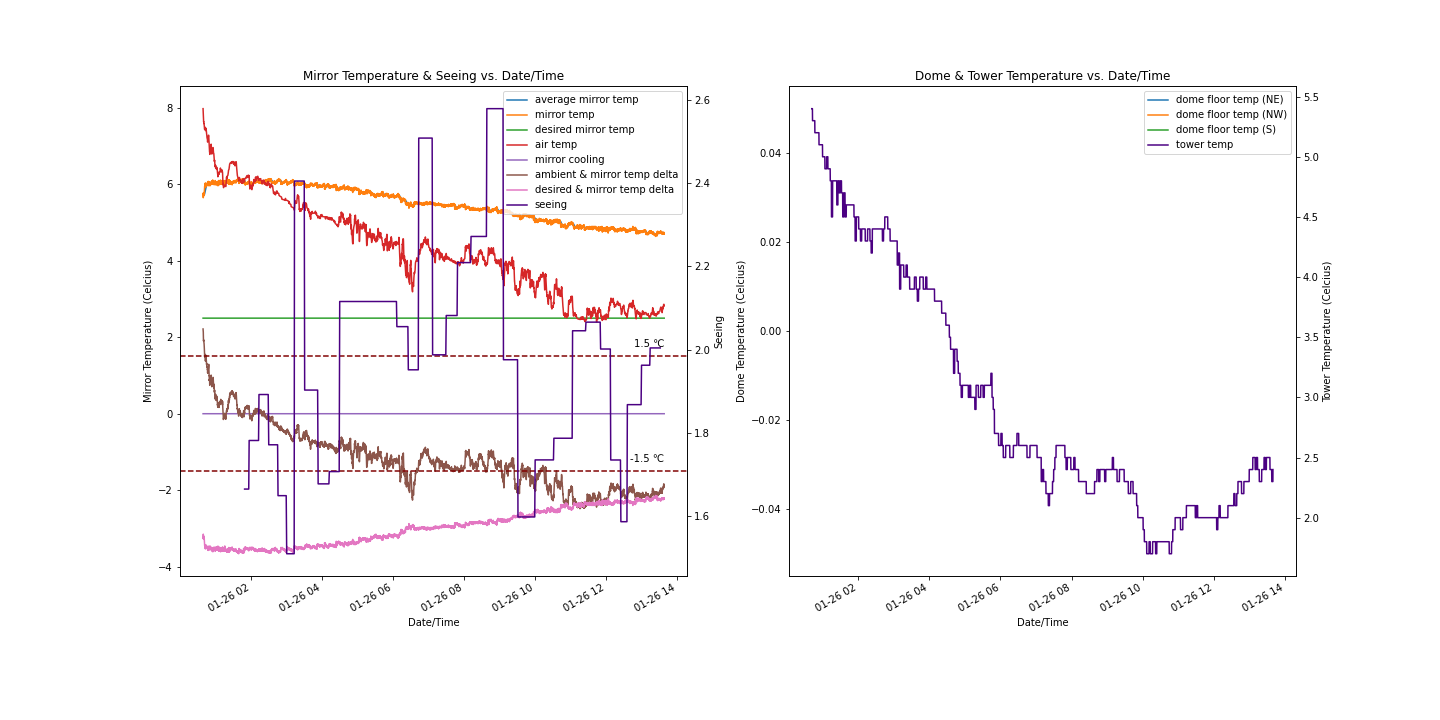 Mirror Temperature & Seeing vs. Date/Time
8
6
4
2
0
−2
−4
Mirror Temperature (Celcius)
average mirror temp
mirror temp
desired mirror temp
air temp
mirror cooling
ambient & mirror temp delta
desired & mirror temp delta
seeing
1.5 °C
-1.5 °C
2.6
2.4
2.2
2.0
1.8
1.6
Seeing
01-26 02
01-26 04
01-26 06
01-26 08
01-26 10
01-26 12
01-26 14
Date/Time
Dome & Tower Temperature vs. Date/Time
0.04
0.02
0.00
−0.02
−0.04
Dome Temperature (Celcius)
dome floor temp (NE)
dome floor temp (NW)
dome floor temp (S)
tower temp
5.5
5.0
4.5
4.0
3.5
3.0
2.5
2.0
Tower Temperature (Celcius)
01-26 02
01-26 04
01-26 06
01-26 08
01-26 10
01-26 12
01-26 14
Date/Time